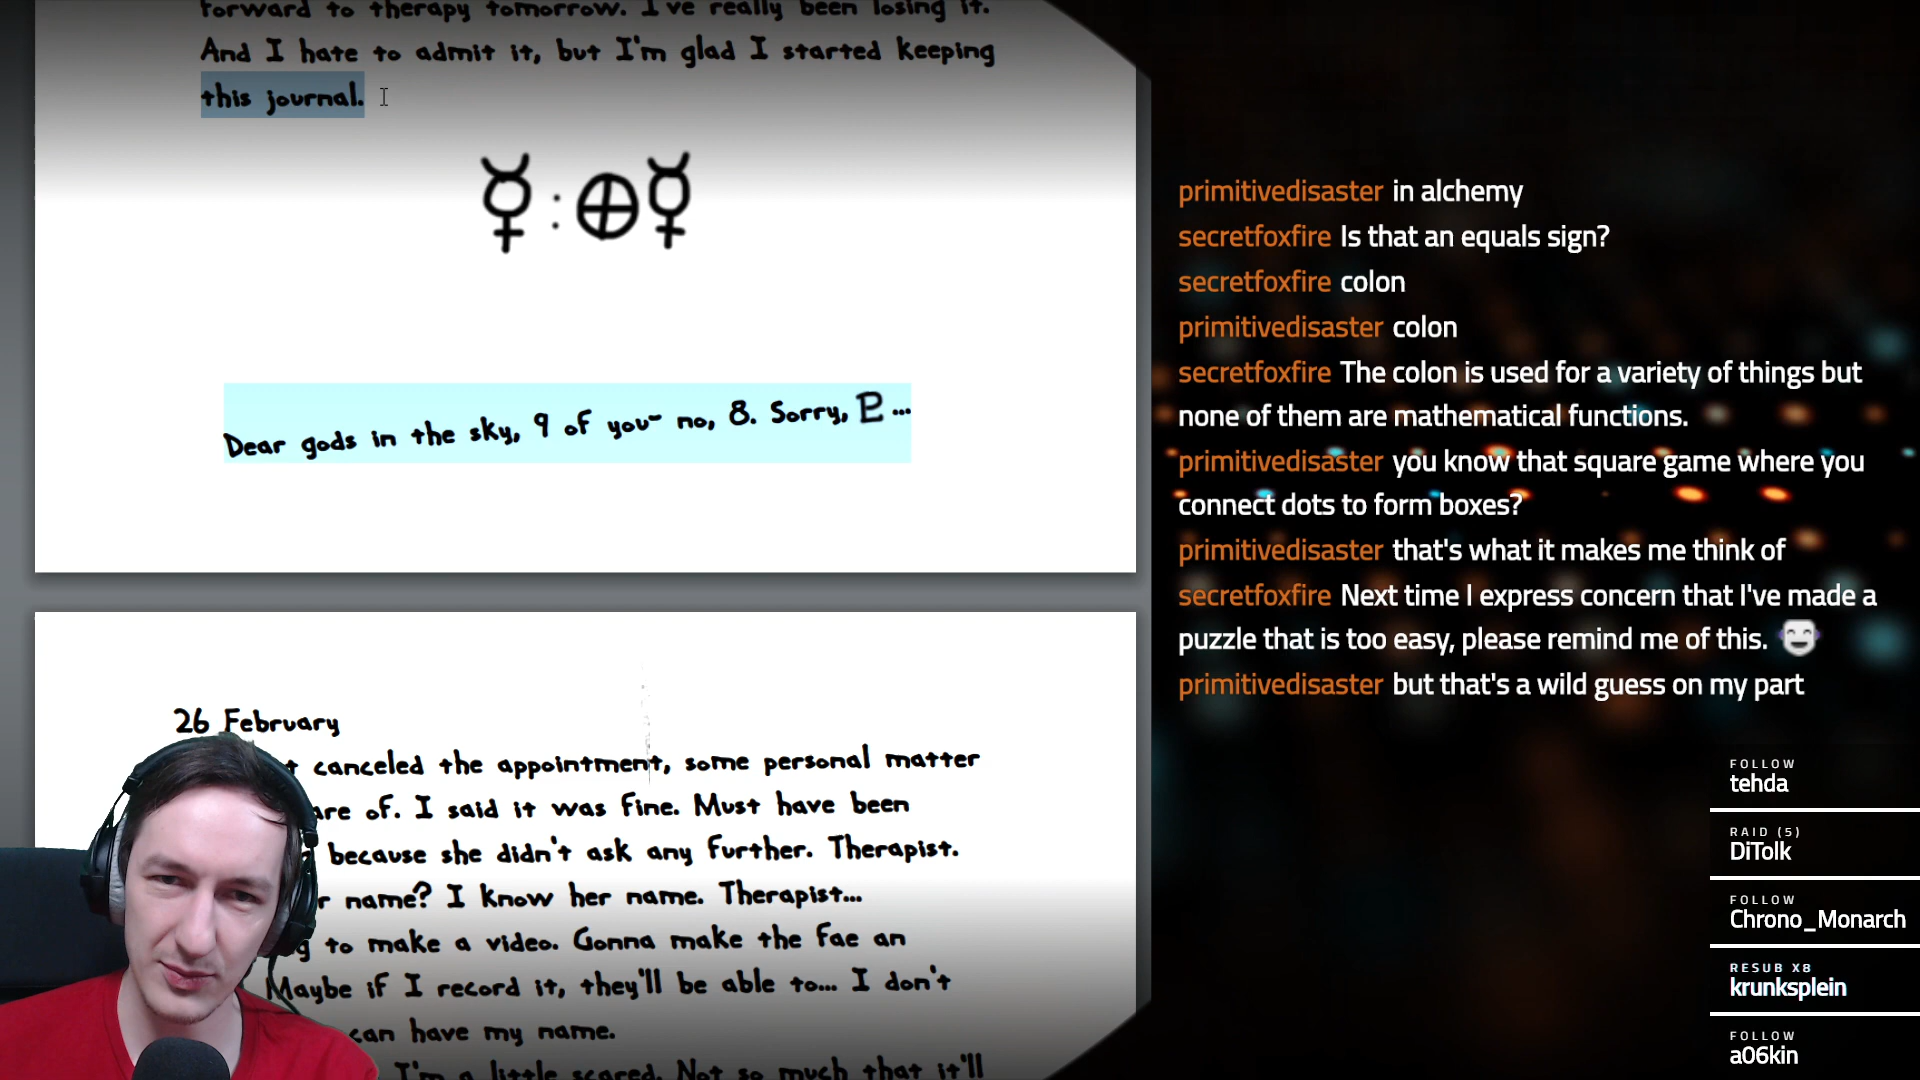 forward to therapy tomorrow. I've really been losing it.
And I hate to admit it, but I'm glad I started keeping
this journal.
☿ : ⊕ ☿
Dear gods in the sky, 9 of you- no, 8. Sorry, ♇ ...
26 February
canceled the appointment, some personal matter
of. I said it was fine. Must have been
because she didn't ask any further. Therapist.
name? I know her name. Therapist...
to make a video. Gonna make the Fae an
Maybe if I record it, they'll be able to... I don't
can have my name.
I'm a little scared. Not so much that it'll
primitivedisaster in alchemy
secretfoxfire Is that an equals sign?
secretfoxfire colon
primitivedisaster colon
secretfoxfire The colon is used for a variety of things but
none of them are mathematical functions.
primitivedisaster you know that square game where you
connect dots to form boxes?
primitivedisaster that's what it makes me think of
secretfoxfire Next time I express concern that I've made a
puzzle that is too easy, please remind me of this.
primitivedisaster but that's a wild guess on my part
FOLLOW
tehda
RAID (5)
DiTolk
FOLLOW
Chrono_Monarch
RESUB X8
krunksplein
FOLLOW
a06kin